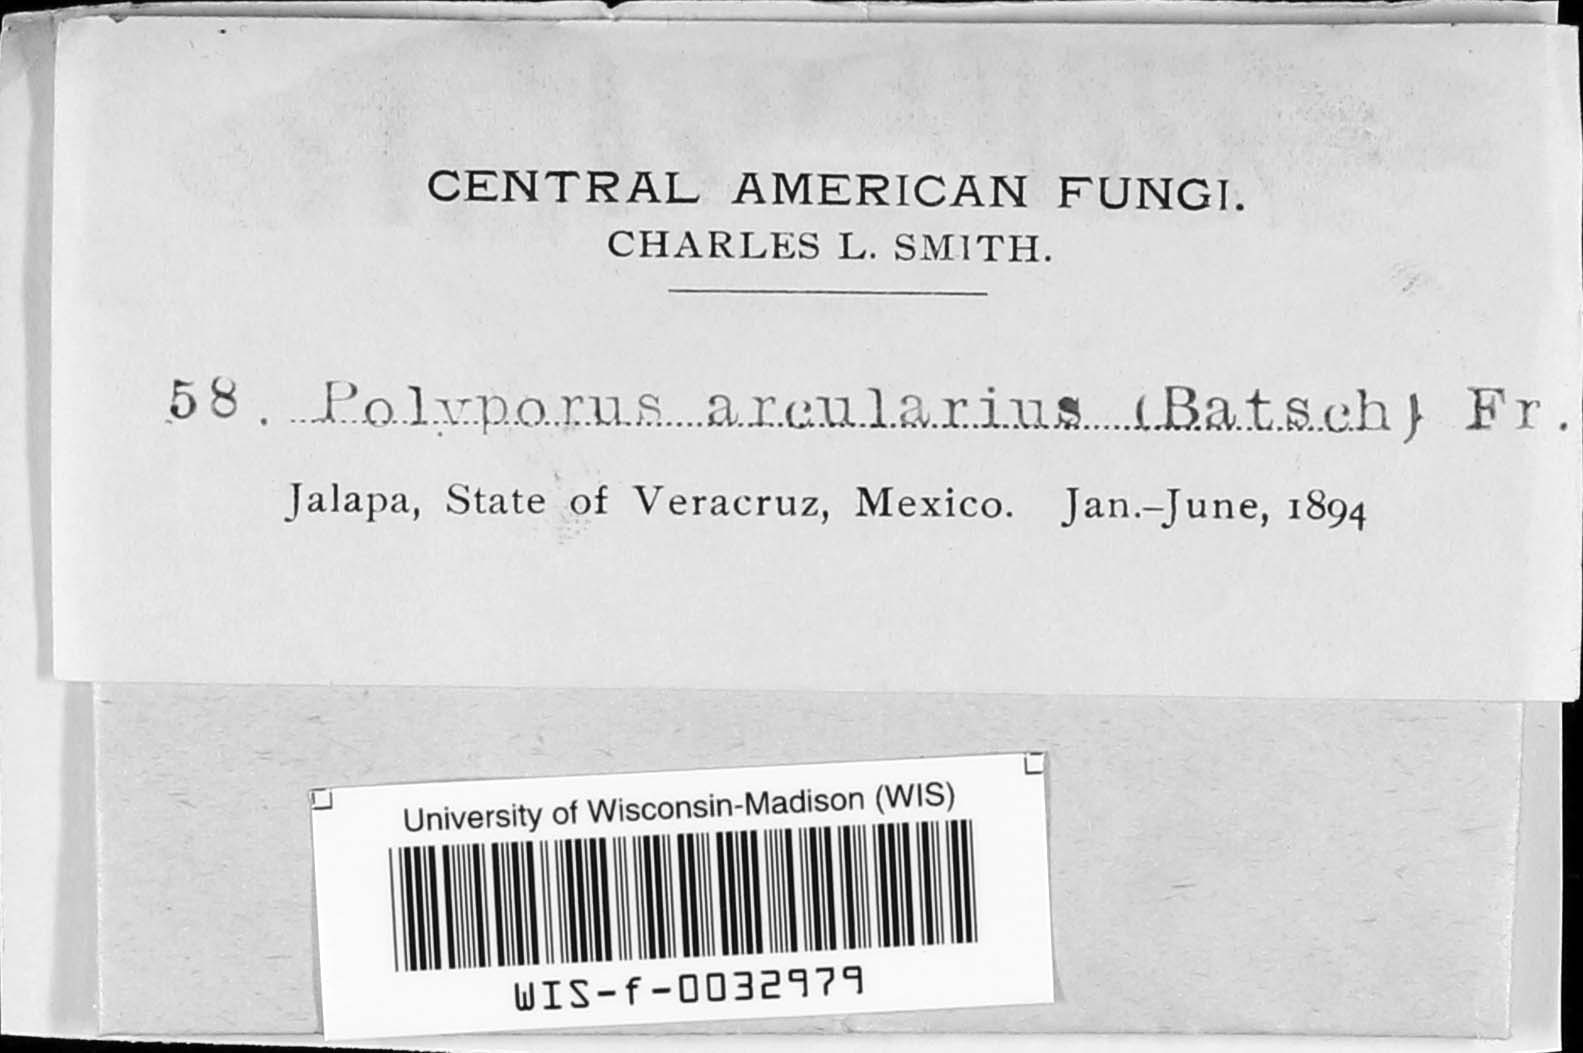 CENTRAL AMERICAN FUNGI.
CHARLES L. SMITH.
58. Polyporus arcularius (Batsch) Fr.
Jalapa, State of Veracruz, Mexico. Jan.–June, 1894
University of Wisconsin-Madison (WIS)
WIS-f-0032979